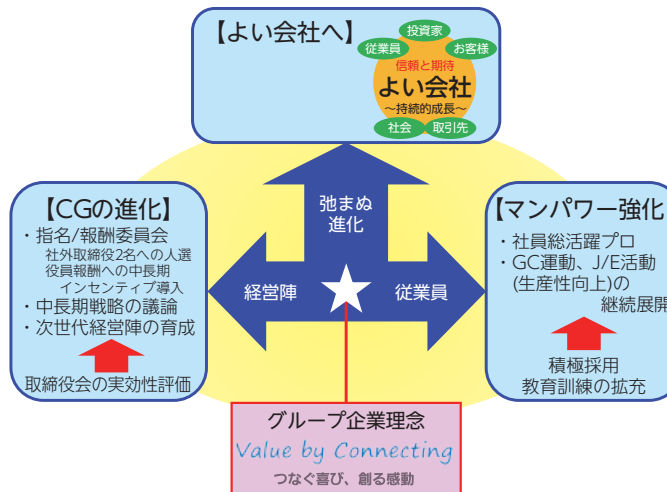 【よい会社へ】
投資家
従業員
お客様
信頼と期待
よい会社
～持続的成長～
社会
取引先
【CGの進化】
・指名/報酬委員会
社外取締役2名への人選
役員報酬への中長期
インセンティブ導入
・中長期戦略の議論
・次世代経営陣の育成
取締役会の実効性評価
弛まぬ
進化
経営陣
従業員
【マンパワー強化】
・社員総活躍プロ
・GC運動、J/E活動
(生産性向上)の
継続展開
積極採用
教育訓練の拡充
グループ企業理念
Value by Connecting
つなぐ喜び、創る感動